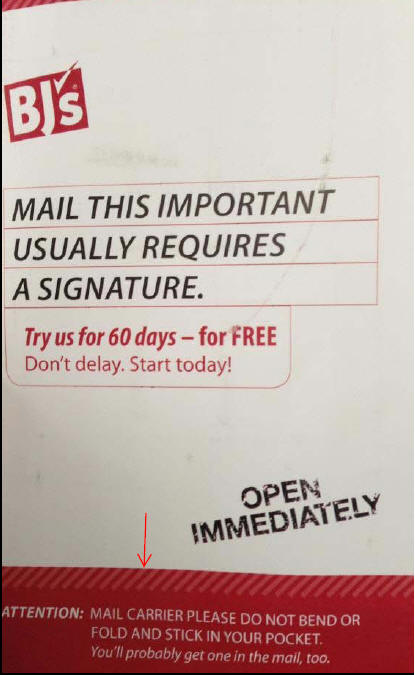 BJ's
MAIL THIS IMPORTANT
USUALLY REQUIRES
A SIGNATURE.
Try us for 60 days – for FREE
Don't delay. Start today!
OPEN
IMMEDIATELY
ATTENTION: MAIL CARRIER PLEASE DO NOT BEND OR
FOLD AND STICK IN YOUR POCKET.
You'll probably get one in the mail, too.